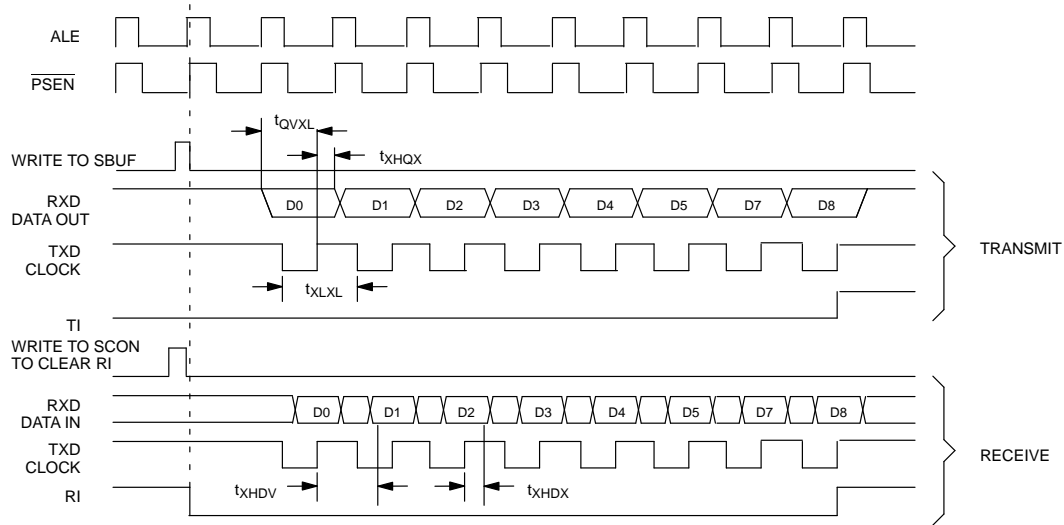 ALE
PSEN
tQVXL
tXHQX
WRITE TO SBUF
RXD
DATA OUT
D0 D1 D2 D3 D4 D5 D7 D8
TXD
CLOCK
TRANSMIT
tXLXL
TI
WRITE TO SCON
TO CLEAR RI
RXD
DATA IN
D0 D1 D2 D3 D4 D5 D7 D8
TXD
CLOCK
RECEIVE
tXHDV
tXHDX
RI